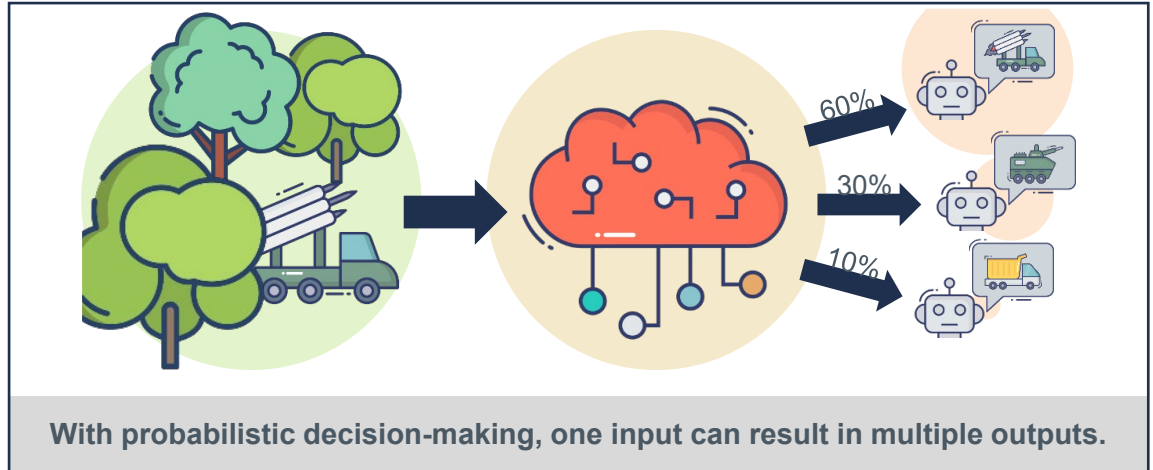 60%
30%
10%
With probabilistic decision-making, one input can result in multiple outputs.